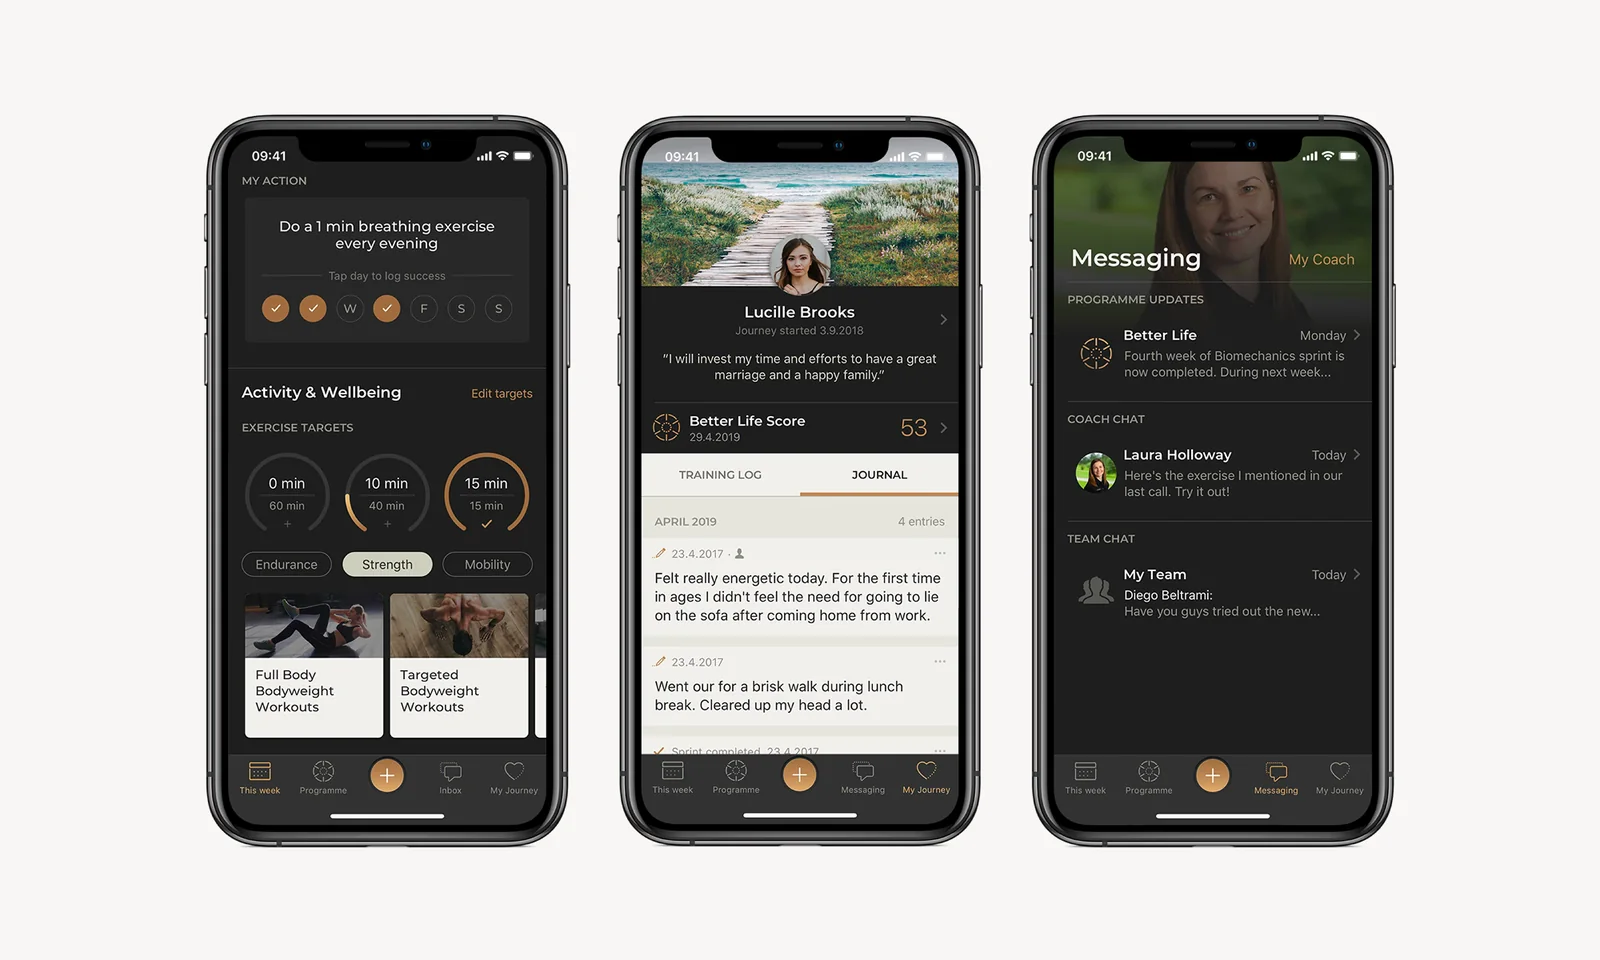 09:41
MY ACTION
Do a 1 min breathing exercise
every evening
Tap day to log success
W F S S
Activity & Wellbeing Edit targets
EXERCISE TARGETS
0 min 10 min 15 min
60 min 40 min 15 min
+ +
Endurance Strength Mobility
Full Body
Bodyweight
Workouts
Targeted
Bodyweight
Workouts
This week Programme + Inbox My Journey
09:41
Lucille Brooks
Journey started 3.9.2018
"I will invest my time and efforts to have a great
marriage and a happy family."
Better Life Score 53
29.4.2019
TRAINING LOG JOURNAL
APRIL 2019 4 entries
23.4.2017 ·
Felt really energetic today. For the first time
in ages I didn't feel the need for going to lie
on the sofa after coming home from work.
23.4.2017
Went our for a brisk walk during lunch
break. Cleared up my head a lot.
Sprint completed 23.4.2017
This week Programme + Messaging My Journey
09:41
Messaging My Coach
PROGRAMME UPDATES
Better Life Monday
Fourth week of Biomechanics sprint is
now completed. During next week...
COACH CHAT
Laura Holloway Today
Here's the exercise I mentioned in our
last call. Try it out!
TEAM CHAT
My Team Today
Diego Beltrami:
Have you guys tried out the new...
This week Programme + Messaging My Journey